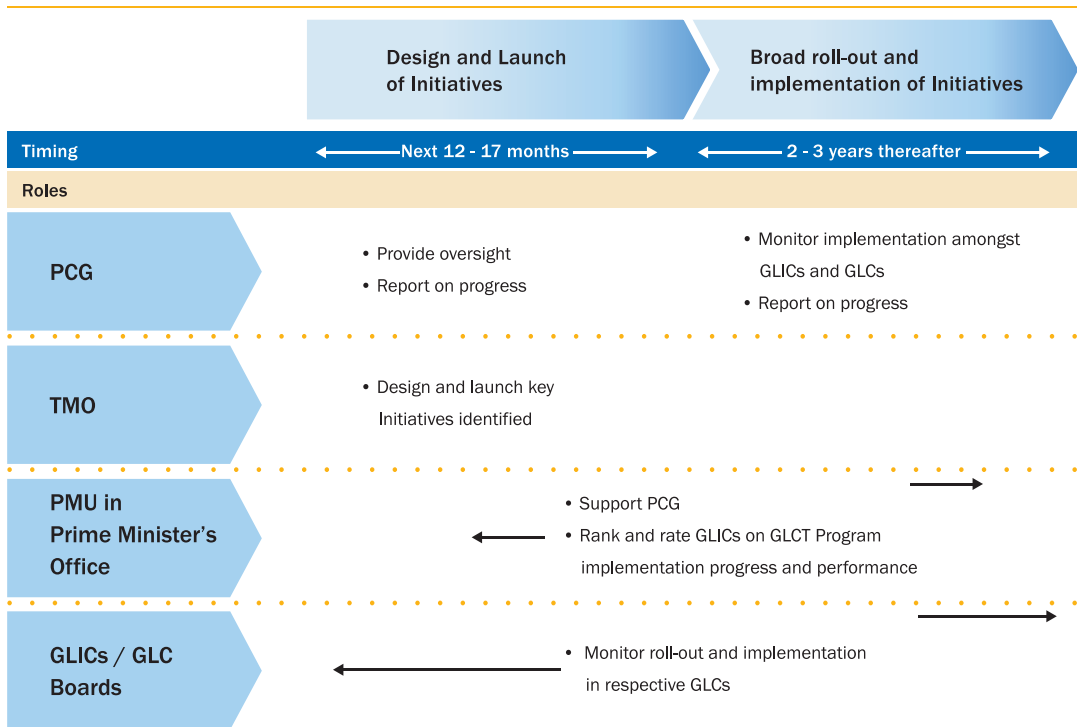 Design and Launch
of Initiatives
Broad roll-out and
implementation of Initiatives
Timing
Next 12 - 17 months
2 - 3 years thereafter
Roles
PCG
• Provide oversight
• Report on progress
• Monitor implementation amongst
GLICs and GLCs
• Report on progress
TMO
• Design and launch key
Initiatives identified
PMU in
Prime Minister's
Office
• Support PCG
• Rank and rate GLICs on GLCT Program
implementation progress and performance
GLICs / GLC
Boards
• Monitor roll-out and implementation
in respective GLCs